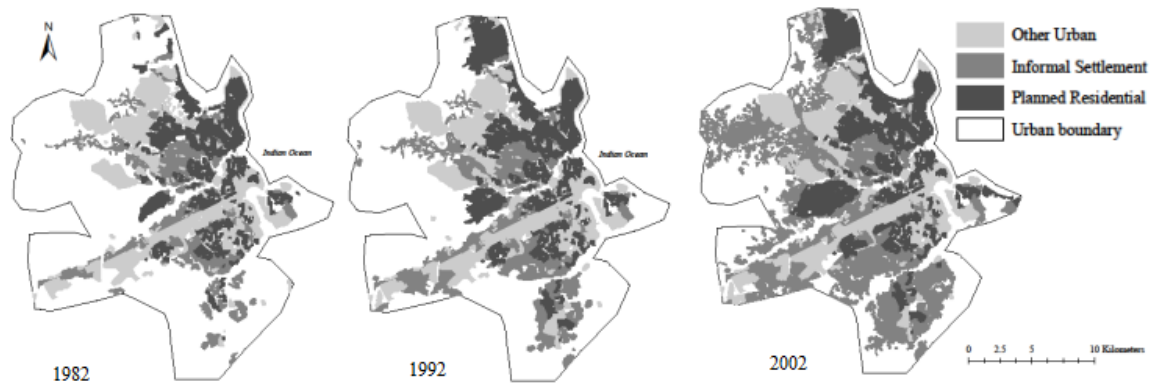 N
Indian Ocean
1982
Indian Ocean
1992
2002
Other Urban
Informal Settlement
Planned Residential
Urban boundary
0 2.5 5 10 Kilometers